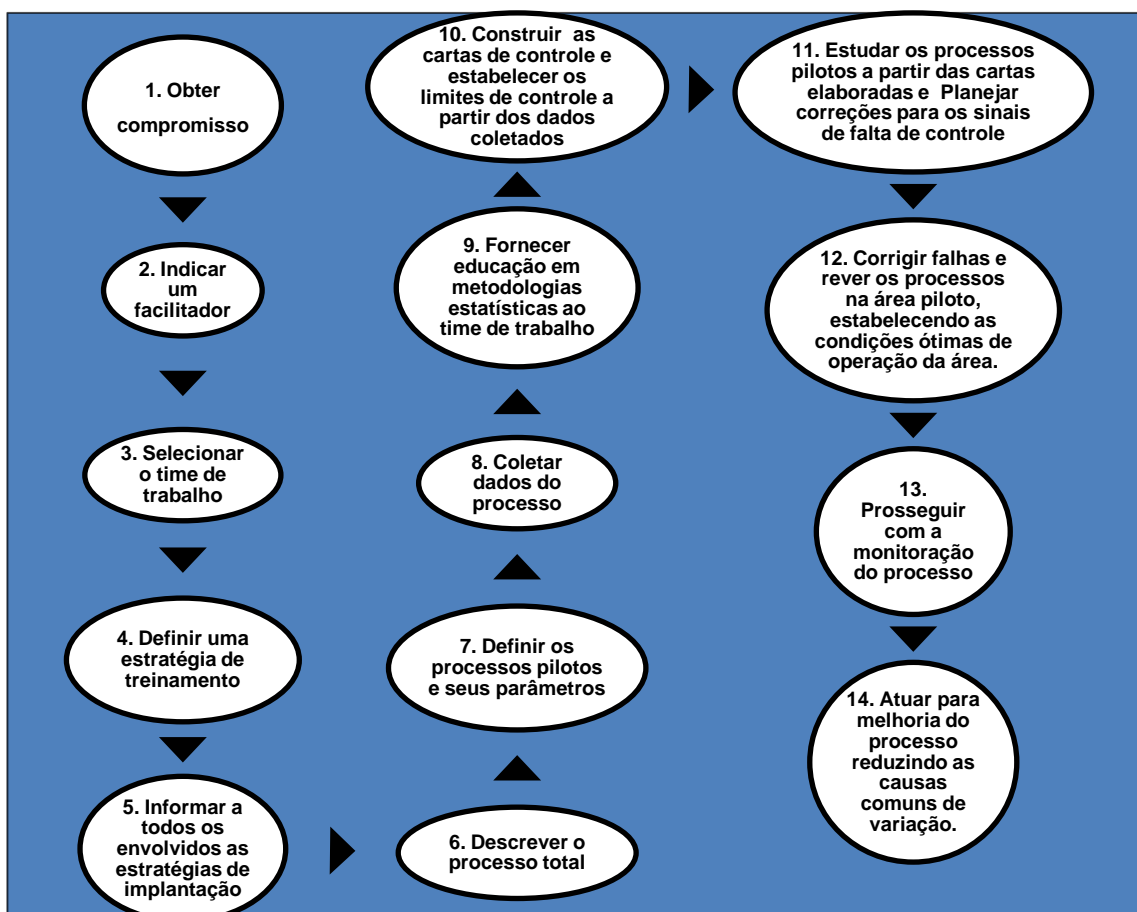 1. Obter
compromisso
2. Indicar
um
facilitador
3. Selecionar
o time de
trabalho
4. Definir uma
estratégia de
treinamento
5. Informar a
todos os
envolvidos as
estratégias de
implantação
6. Descrever o
processo total
7. Definir os
processos pilotos
e seus parâmetros
8. Coletar
dados do
processo
9. Fornecer
educação em
metodologias
estatísticas ao
time de trabalho
10. Construir as
cartas de controle e
estabelecer os
limites de controle a
partir dos dados
coletados
11. Estudar os processos
pilotos a partir das cartas
elaboradas e Planejar
correções para os sinais
de falta de controle
12. Corrigir falhas e
rever os processos
na área piloto,
estabelecendo as
condições ótimas de
operação da área.
13.
Prosseguir
com a
monitoração
do processo
14. Atuar para
melhoria do
processo
reduzindo as
causas
comuns de
variação.